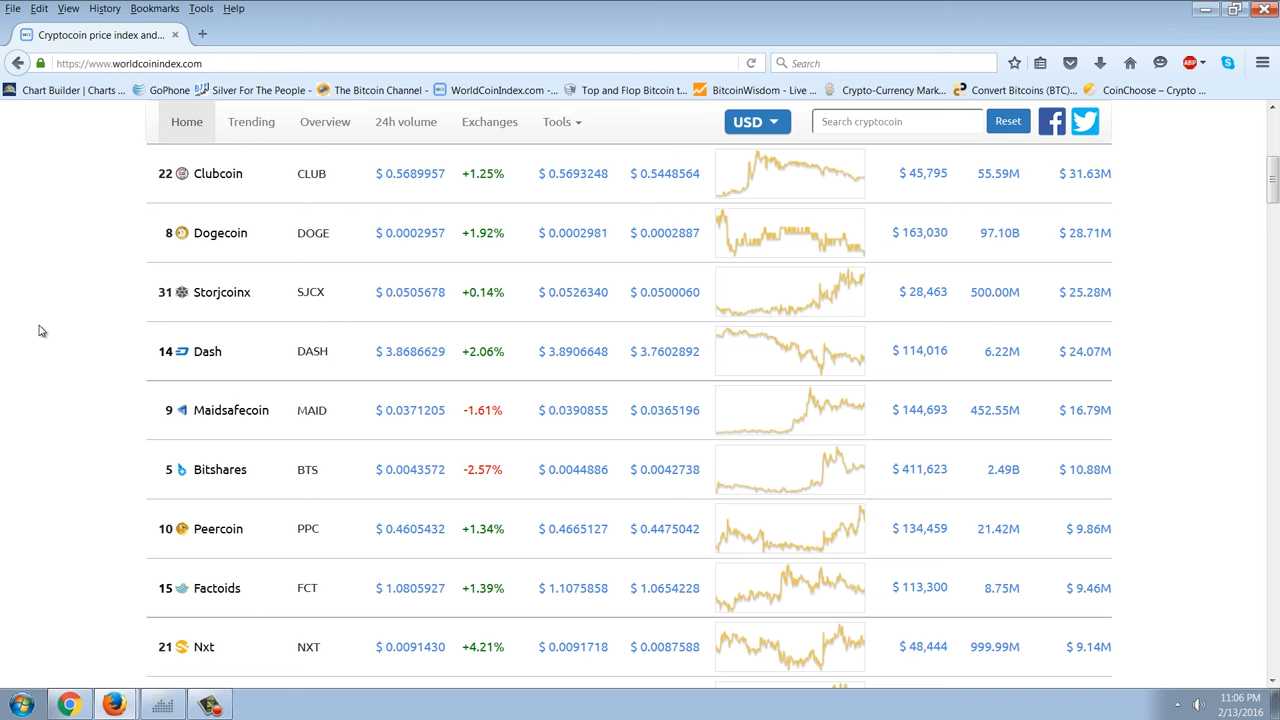 File Edit View History Bookmarks Tools Help
Cryptocoin price index and...
https://www.worldcoinindex.com Search
Chart Builder | Charts ... GoPhone Silver For The People - The Bitcoin Channel - WorldCoinIndex.com -... Top and Flop Bitcoin t... BitcoinWisdom - Live ... Crypto-Currency Mark... Convert Bitcoins (BTC)... CoinChoose – Crypto ...
Home Trending Overview 24h volume Exchanges Tools USD Search cryptocoin Reset
22 Clubcoin CLUB $ 0.5689957 +1.25% $ 0.5693248 $ 0.5448564 $ 45,795 55.59M $ 31.63M
8 Dogecoin DOGE $ 0.0002957 +1.92% $ 0.0002981 $ 0.0002887 $ 163,030 97.10B $ 28.71M
31 Storjcoinx SJCX $ 0.0505678 +0.14% $ 0.0526340 $ 0.0500060 $ 28,463 500.00M $ 25.28M
14 Dash DASH $ 3.8686629 +2.06% $ 3.8906648 $ 3.7602892 $ 114,016 6.22M $ 24.07M
9 Maidsafecoin MAID $ 0.0371205 -1.61% $ 0.0390855 $ 0.0365196 $ 144,693 452.55M $ 16.79M
5 Bitshares BTS $ 0.0043572 -2.57% $ 0.0044886 $ 0.0042738 $ 411,623 2.49B $ 10.88M
10 Peercoin PPC $ 0.4605432 +1.34% $ 0.4665127 $ 0.4475042 $ 134,459 21.42M $ 9.86M
15 Factoids FCT $ 1.0805927 +1.39% $ 1.1075858 $ 1.0654228 $ 113,300 8.75M $ 9.46M
21 Nxt NXT $ 0.0091430 +4.21% $ 0.0091718 $ 0.0087588 $ 48,444 999.99M $ 9.14M
11:06 PM
2/13/2016